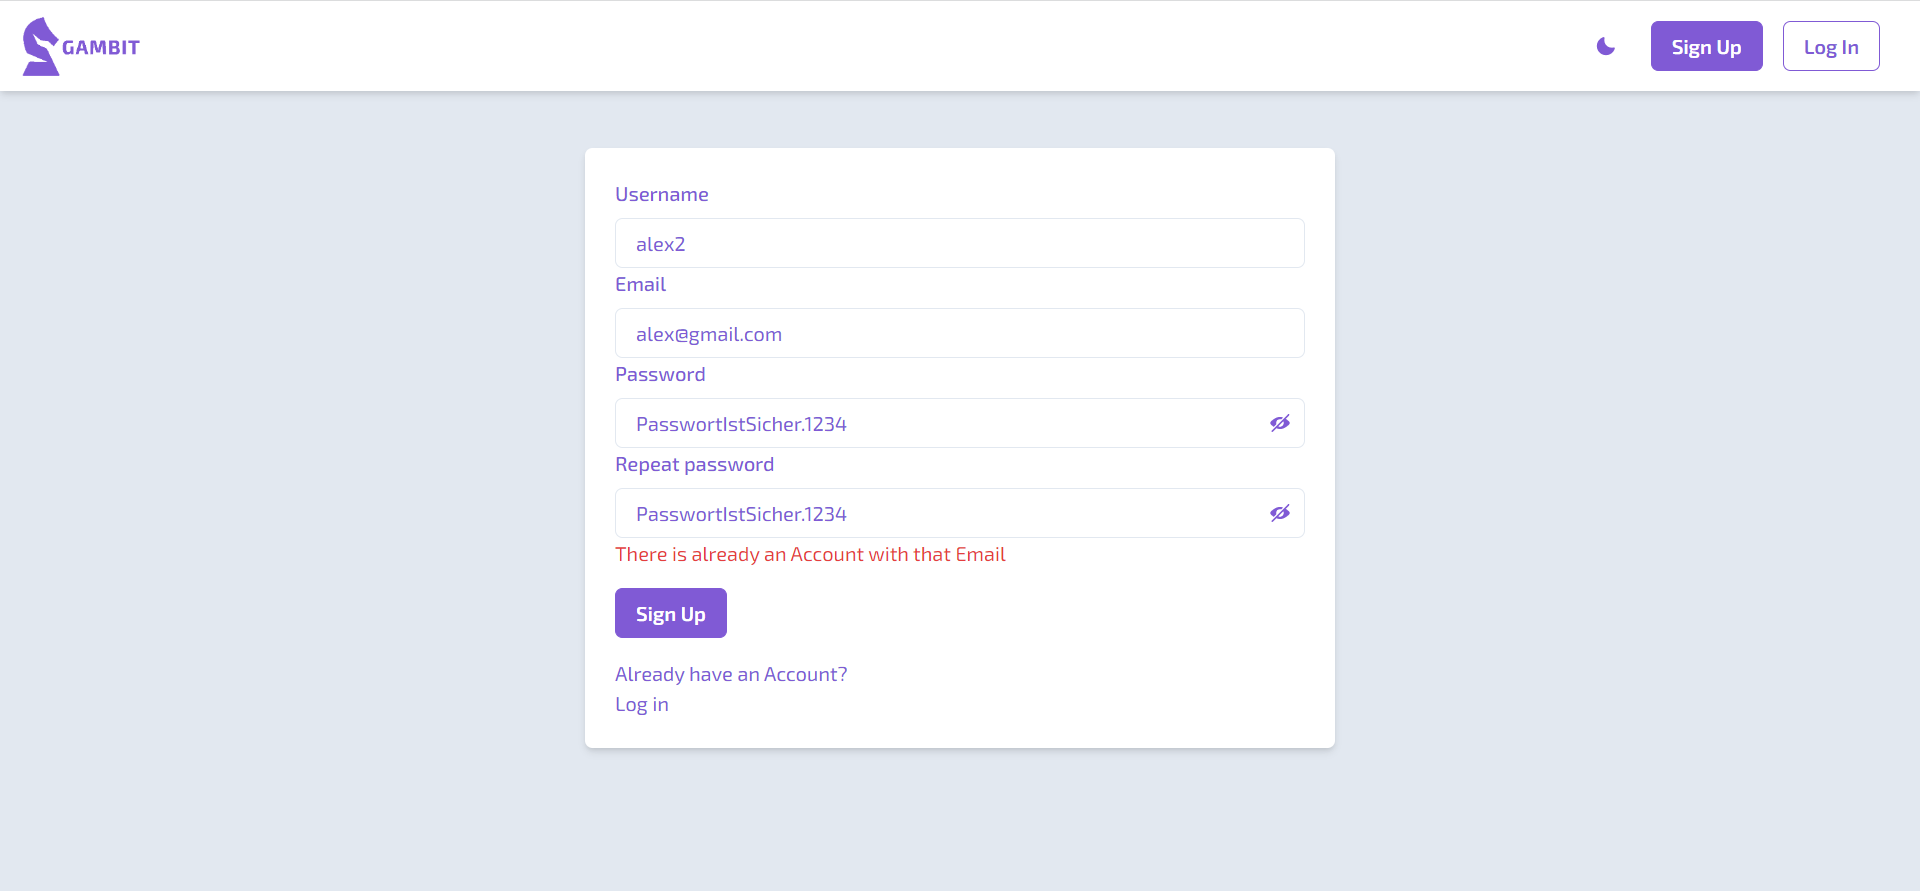 GAMBIT
Sign Up
Log In
Username
alex2
Email
alex@gmail.com
Password
PasswortIstSicher.1234
Repeat password
PasswortIstSicher.1234
There is already an Account with that Email
Sign Up
Already have an Account?
Log in